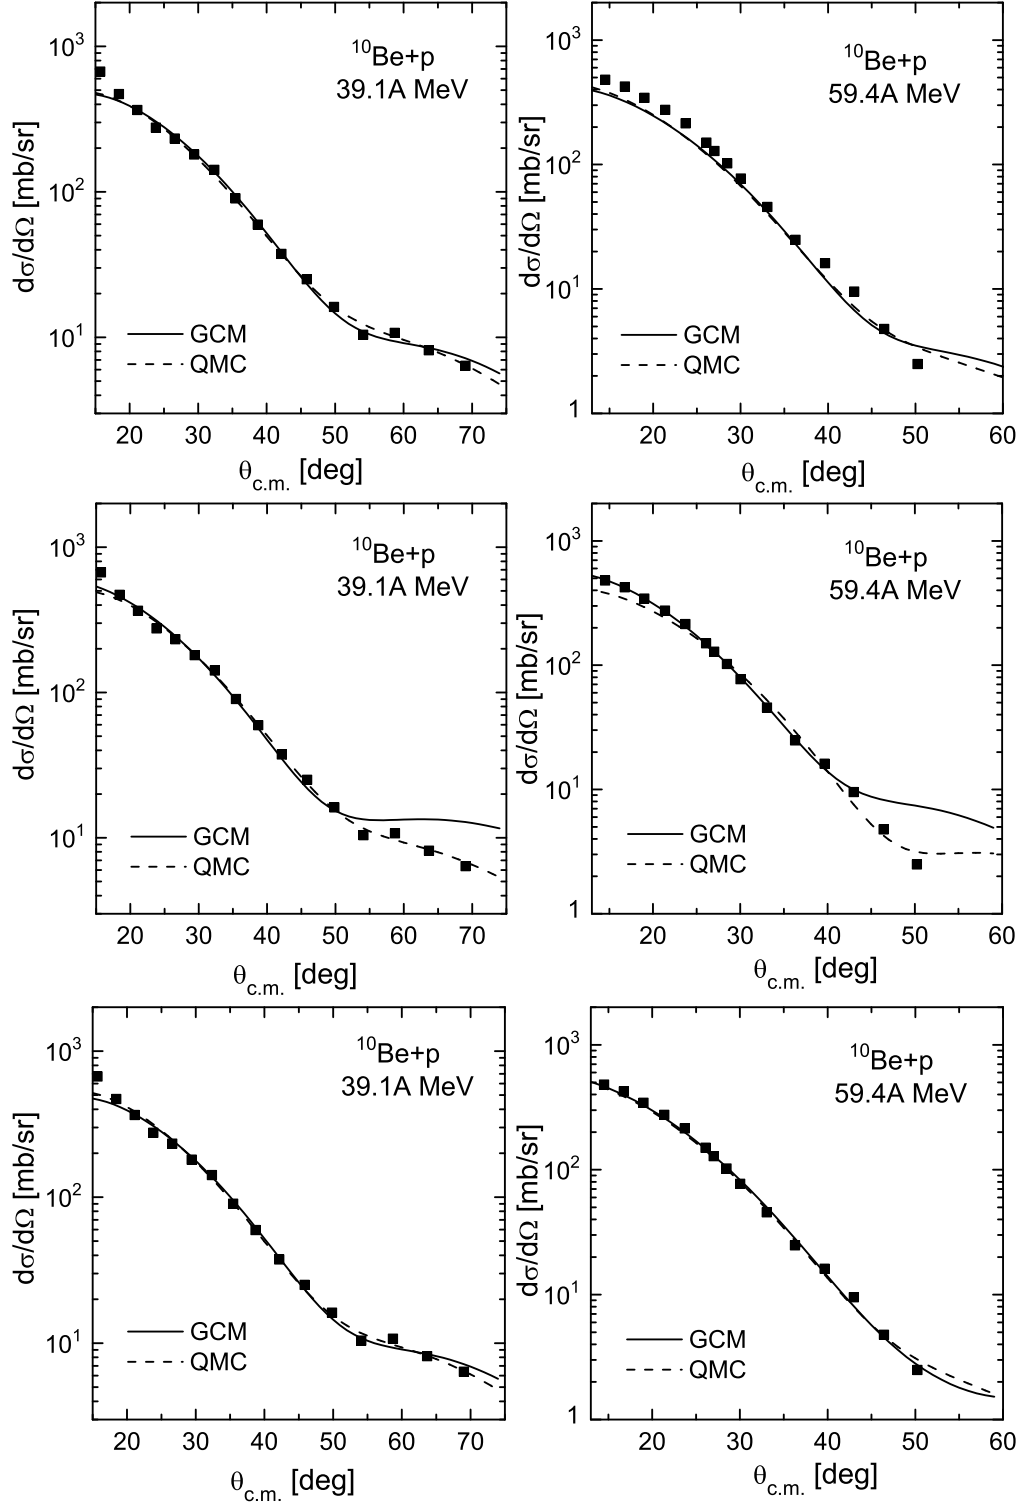 10³
10²
10¹
dσ/dΩ [mb/sr]
¹⁰Be+p
39.1A MeV
GCM
QMC
20 30 40 50 60 70
θc.m. [deg]
10³
10²
10¹
1
dσ/dΩ [mb/sr]
¹⁰Be+p
59.4A MeV
GCM
QMC
20 30 40 50 60
θc.m. [deg]
10³
10²
10¹
dσ/dΩ [mb/sr]
¹⁰Be+p
39.1A MeV
GCM
QMC
20 30 40 50 60 70
θc.m. [deg]
10³
10²
10¹
1
dσ/dΩ [mb/sr]
¹⁰Be+p
59.4A MeV
GCM
QMC
20 30 40 50 60
θc.m. [deg]
10³
10²
10¹
dσ/dΩ [mb/sr]
¹⁰Be+p
39.1A MeV
GCM
QMC
20 30 40 50 60 70
θc.m. [deg]
10³
10²
10¹
1
dσ/dΩ [mb/sr]
¹⁰Be+p
59.4A MeV
GCM
QMC
20 30 40 50 60
θc.m. [deg]